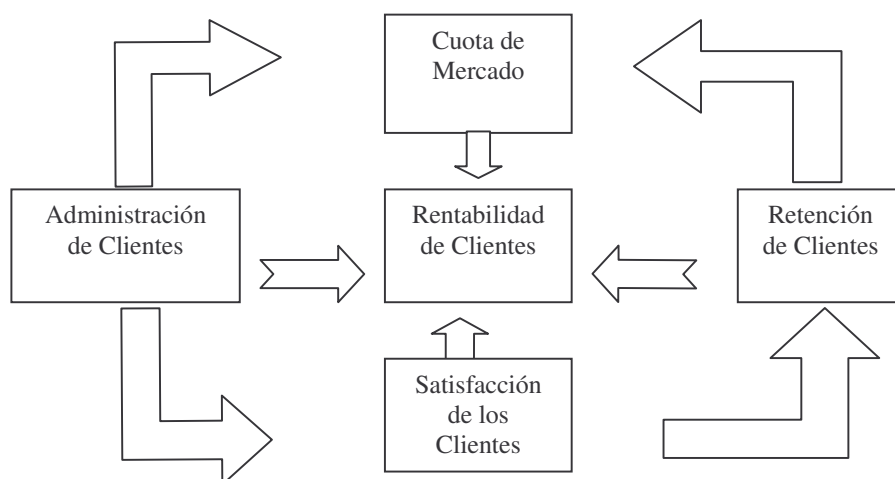 Cuota de
Mercado
Administración
de Clientes
Rentabilidad
de Clientes
Retención
de Clientes
Satisfacción
de los
Clientes